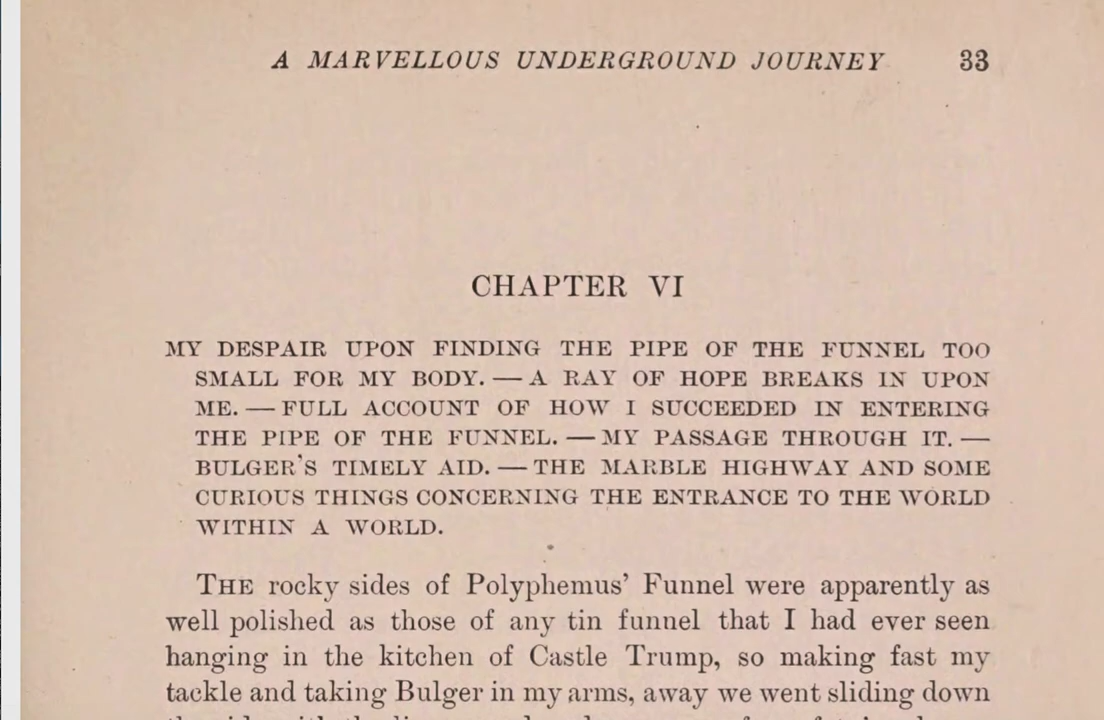 A MARVELLOUS UNDERGROUND JOURNEY 33
CHAPTER VI
MY DESPAIR UPON FINDING THE PIPE OF THE FUNNEL TOO
SMALL FOR MY BODY. — A RAY OF HOPE BREAKS IN UPON
ME. — FULL ACCOUNT OF HOW I SUCCEEDED IN ENTERING
THE PIPE OF THE FUNNEL. — MY PASSAGE THROUGH IT. —
BULGER'S TIMELY AID. — THE MARBLE HIGHWAY AND SOME
CURIOUS THINGS CONCERNING THE ENTRANCE TO THE WORLD
WITHIN A WORLD.
THE rocky sides of Polyphemus' Funnel were apparently as
well polished as those of any tin funnel that I had ever seen
hanging in the kitchen of Castle Trump, so making fast my
tackle and taking Bulger in my arms, away we went sliding down